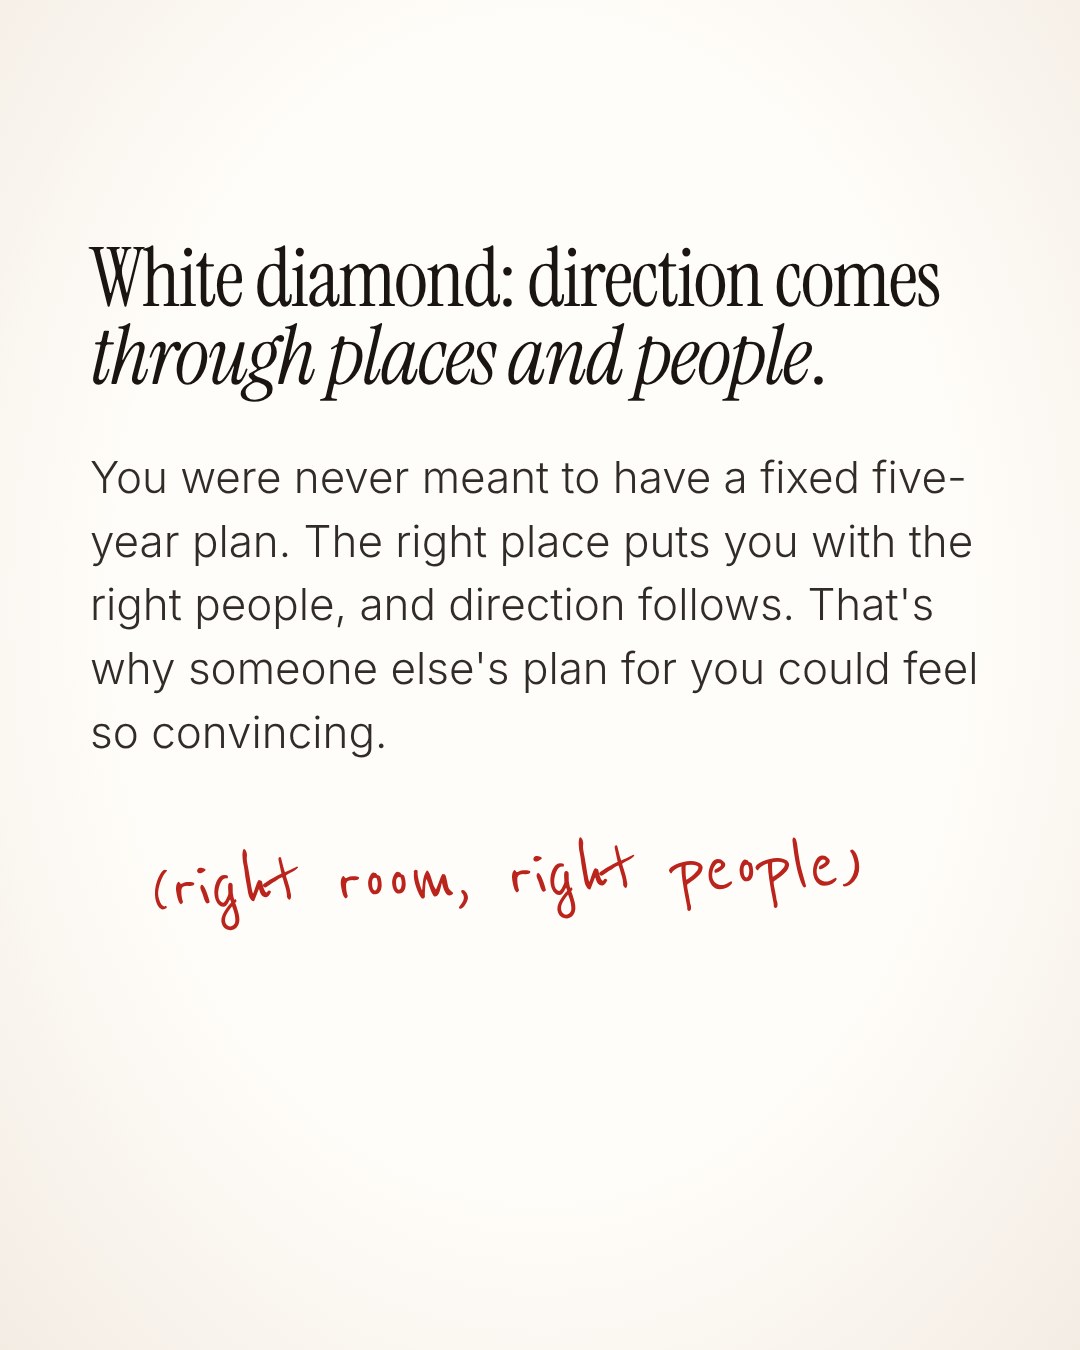 White diamond: direction comes
through places and people.
You were never meant to have a fixed five-
year plan. The right place puts you with the
right people, and direction follows. That's
why someone else's plan for you could feel
so convincing.
(right room, right people)